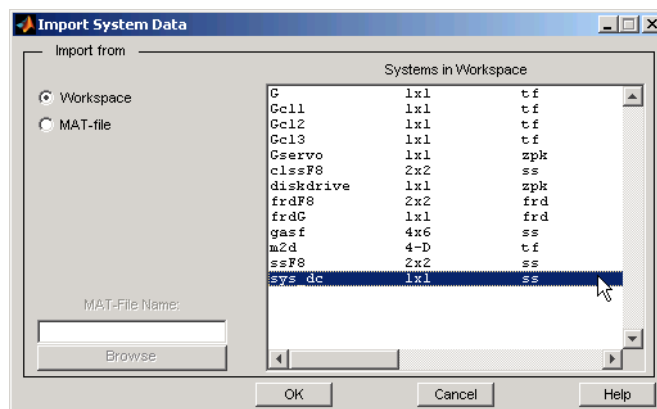 Import System Data
Import from
Systems in Workspace
Workspace
MAT-file
G 1x1 tf
Gcl1 1x1 tf
Gcl2 1x1 tf
Gcl3 1x1 tf
Gservo 1x1 zpk
clssF8 2x2 ss
diskdrive 1x1 zpk
frdF8 2x2 frd
frdG 1x1 frd
gasf 4x6 ss
m2d 4-D tf
ssF8 2x2 ss
sys_dc 1x1 ss
MAT-File Name:
Browse
OK Cancel Help